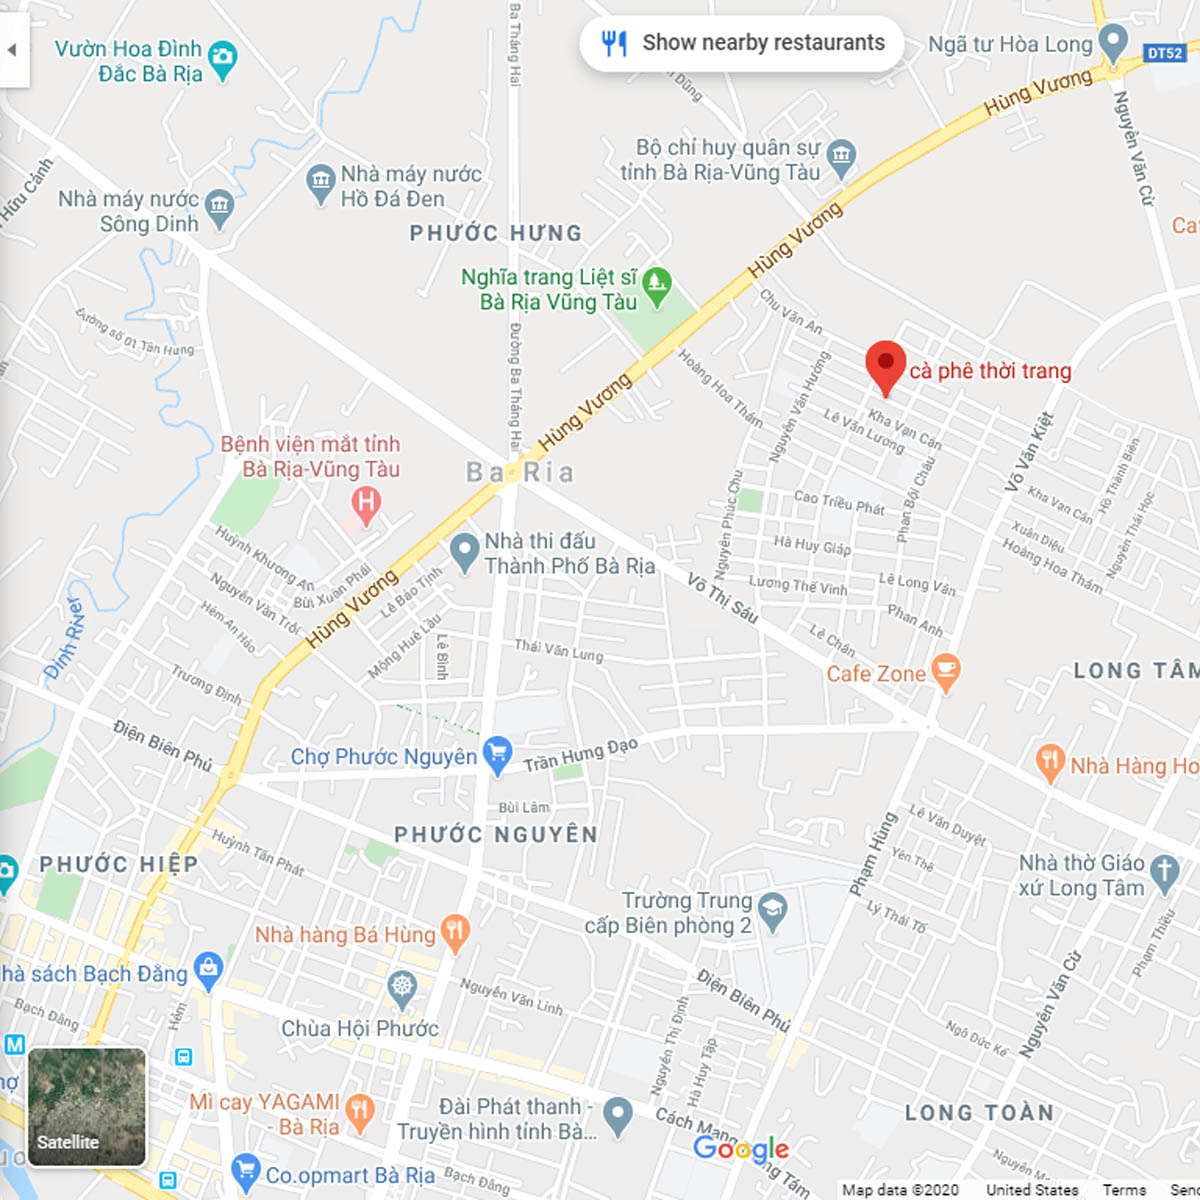 Vườn Hoa Đình
Đắc Bà Rịa
Ba Tháng Hai
Show nearby restaurants
Ngã tư Hòa Long
DT52
Hùng Vương
Dũng
Nguyễn Văn Cừ
Hữu Cảnh
Nhà máy nước
Sông Dinh
Nhà máy nước
Hồ Đá Đen
Bộ chỉ huy quân sự
tỉnh Bà Rịa-Vũng Tàu
PHƯỚC HƯNG
Hùng Vương
Nghĩa trang Liệt sĩ
Bà Rịa Vũng Tàu
Chu Văn An
Đường số 01 Tân Hưng
Đường Ba Tháng Hai
Hoàng Hoa Thám
Nguyễn Văn Hưởng
cà phê thời trang
Hùng Vương
Kha Vạn Cân
Lê Văn Lương
Võ Văn Kiệt
Bệnh viện mắt tỉnh
Bà Rịa-Vũng Tàu
Ba Ria
Hồ Thành Biên
Nguyễn Phúc Chu
Cao Triều Phát
Phan Bội Châu
Kha Vạn Cân
Nguyễn Thái Học
Xuân Diệu
Hoàng Hoa Thám
Nhà thi đấu
Thành Phố Bà Rịa
Hà Huy Giáp
Huỳnh Khương An
Bùi Xuân Phái
Lê Bảo Tịnh
Nguyễn Văn Trỗi
Hùng Vương
Võ Thị Sáu
Lương Thế Vinh
Lê Long Vân
Phan Anh
Dinh River
Mộng Huê Lầu
Lê Bình
Thái Văn Lung
Lê Chân
Trương Định
Cafe Zone
LONG TÂM
Điện Biên Phủ
Chợ Phước Nguyên
Trần Hưng Đạo
Nhà Hàng Ho
Bùi Lâm
Lê Văn Duyệt
PHƯỚC NGUYÊN
Huỳnh Tấn Phát
PHƯỚC HIỆP
Phạm Hùng
Yên Thế
Nhà thờ Giáo
xứ Long Tâm
Trường Trung
cấp Biên phòng 2
Lý Thái Tổ
Phạm Thiều
Nhà hàng Bá Hùng
hà sách Bạch Đằng
Điện Biên Phủ
Nguyễn Văn Cừ
Nguyễn Văn Linh
Bạch Đằng
Hẻm
Chùa Hội Phước
Nguyễn Thị Định
Hà Huy Tập
Ngô Đức Kế
M
Mì cay YAGAMI
- Bà Rịa
Đài Phát thanh -
Truyền hình tỉnh Bà...
Cách Mạng
LONG TOÀN
Satellite
Google
ng Tám
Co.opmart Bà Rịa
Bạch Đằng
Map data ©2020 United States Terms